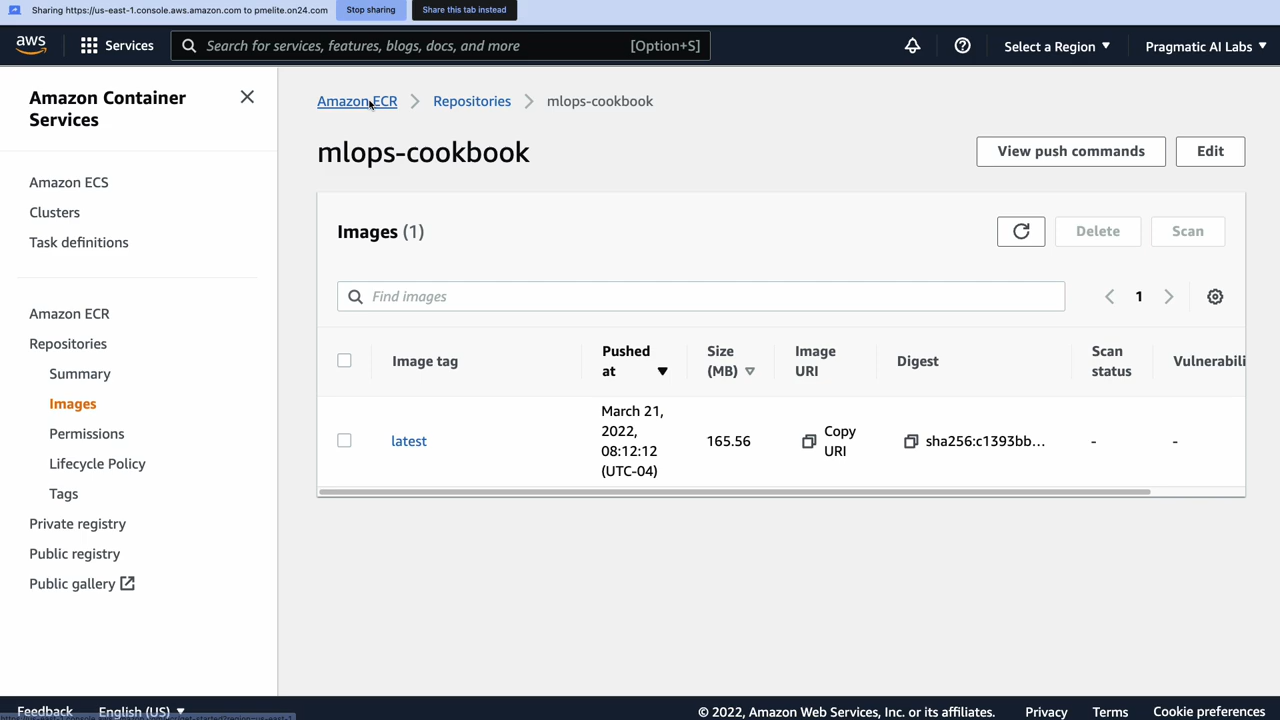 Sharing https://us-east-1.console.aws.amazon.com to pmelite.on24.com
Stop sharing
Share this tab instead
aws
Services
Search for services, features, blogs, docs, and more
[Option+S]
Select a Region ▼
Pragmatic AI Labs ▼
Amazon Container
Services
Amazon ECS
Clusters
Task definitions
Amazon ECR
Repositories
Summary
Images
Permissions
Lifecycle Policy
Tags
Private registry
Public registry
Public gallery
Amazon ECR
Repositories
mlops-cookbook
mlops-cookbook
View push commands
Edit
Images (1)
Delete
Scan
Find images
1
Image tag
Pushed
at
Size
(MB)
Image
URI
Digest
Scan
status
Vulnerabili
latest
March 21,
2022,
08:12:12
(UTC-04)
165.56
Copy
URI
sha256:c1393bb...
-
-
Feedback
English (US) ▼
© 2022, Amazon Web Services, Inc. or its affiliates.
Privacy
Terms
Cookie preferences